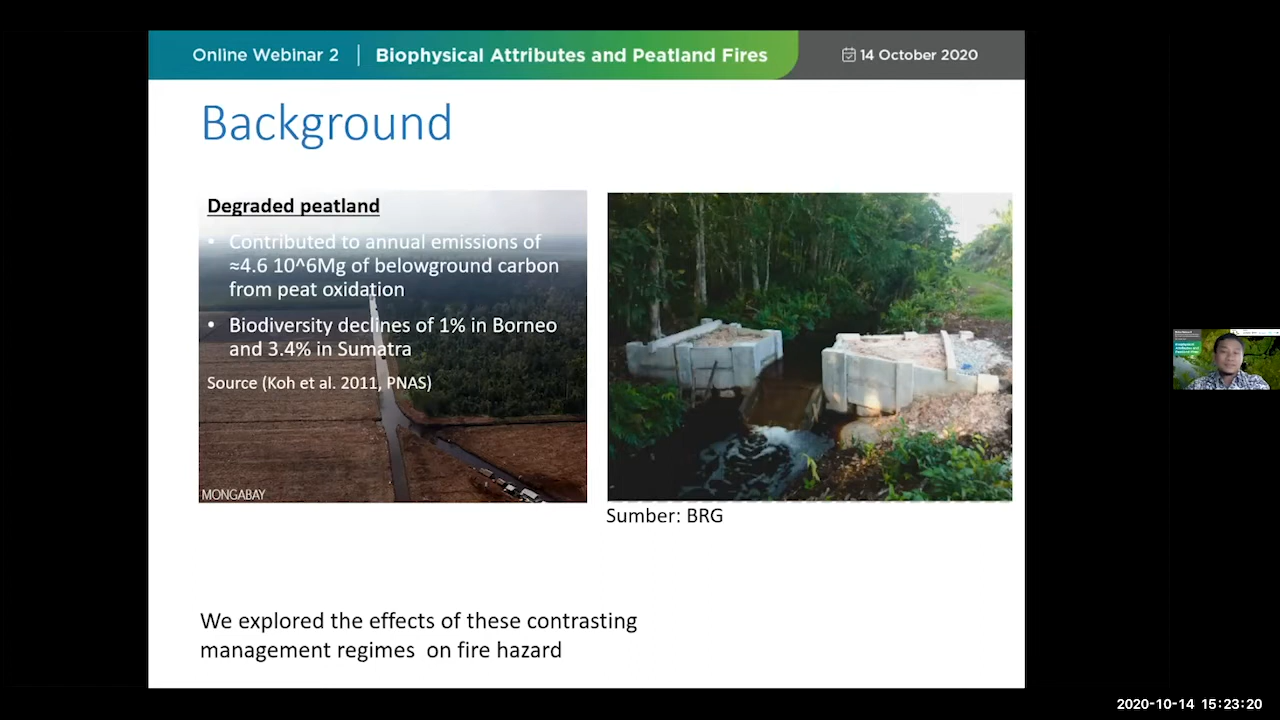 Online Webinar 2 | Biophysical Attributes and Peatland Fires
14 October 2020
Background
Degraded peatland
• Contributed to annual emissions of
≈4.6 10^6Mg of belowground carbon
from peat oxidation
• Biodiversity declines of 1% in Borneo
and 3.4% in Sumatra
Source (Koh et al. 2011, PNAS)
MONGABAY
Sumber: BRG
We explored the effects of these contrasting
management regimes on fire hazard
2020-10-14 15:23:20